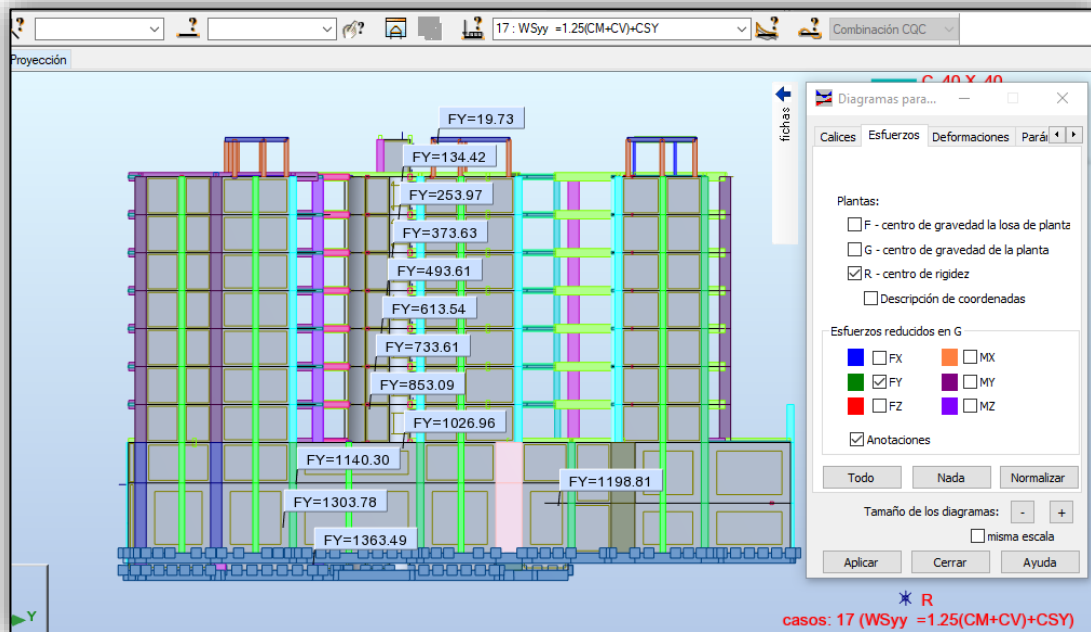 17 : WSyy =1.25(CM+CV)+CSY
Combinación CQC
Proyección
C 40 X 40
fichas
FY=19.73
FY=134.42
FY=253.97
FY=373.63
FY=493.61
FY=613.54
FY=733.61
FY=853.09
FY=1026.96
FY=1140.30
FY=1198.81
FY=1303.78
FY=1363.49
Y
Diagramas para...
Calices Esfuerzos Deformaciones Pará
Plantas:
F - centro de gravedad la losa de planta
G - centro de gravedad de la planta
R - centro de rigidez
Descripción de coordenadas
Esfuerzos reducidos en G
FX MX
FY MY
FZ MZ
Anotaciones
Todo Nada Normalizar
Tamaño de los diagramas: - +
misma escala
Aplicar Cerrar Ayuda
R
casos: 17 (WSyy =1.25(CM+CV)+CSY)